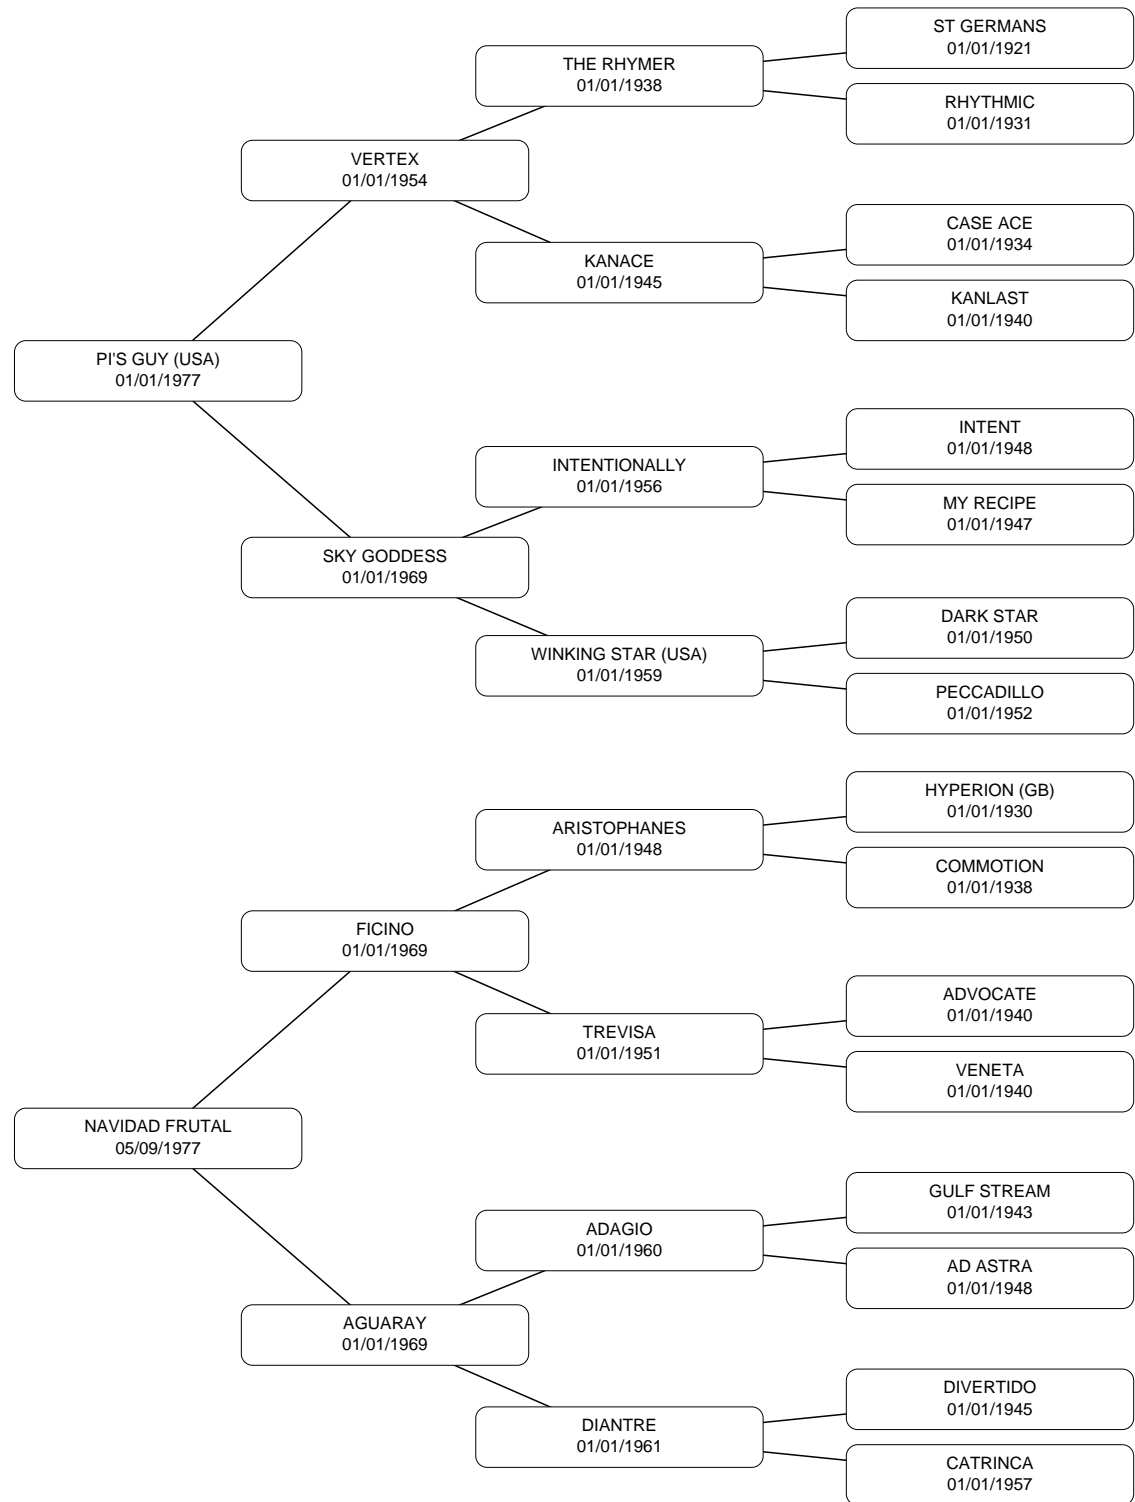 ST GERMANS
01/01/1921
THE RHYMER
01/01/1938
RHYTHMIC
01/01/1931
VERTEX
01/01/1954
CASE ACE
01/01/1934
KANACE
01/01/1945
KANLAST
01/01/1940
PI'S GUY (USA)
01/01/1977
INTENT
01/01/1948
INTENTIONALLY
01/01/1956
MY RECIPE
01/01/1947
SKY GODDESS
01/01/1969
DARK STAR
01/01/1950
WINKING STAR (USA)
01/01/1959
PECCADILLO
01/01/1952
HYPERION (GB)
01/01/1930
ARISTOPHANES
01/01/1948
COMMOTION
01/01/1938
FICINO
01/01/1969
ADVOCATE
01/01/1940
TREVISA
01/01/1951
VENETA
01/01/1940
NAVIDAD FRUTAL
05/09/1977
GULF STREAM
01/01/1943
ADAGIO
01/01/1960
AD ASTRA
01/01/1948
AGUARAY
01/01/1969
DIVERTIDO
01/01/1945
DIANTRE
01/01/1961
CATRINCA
01/01/1957